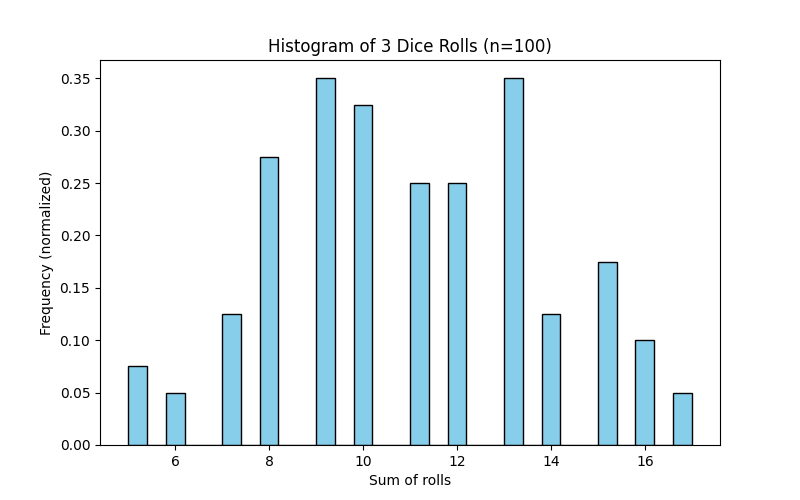 Histogram of 3 Dice Rolls (n=100)
Frequency (normalized)
0.35
0.30
0.25
0.20
0.15
0.10
0.05
0.00
6 8 10 12 14 16
Sum of rolls